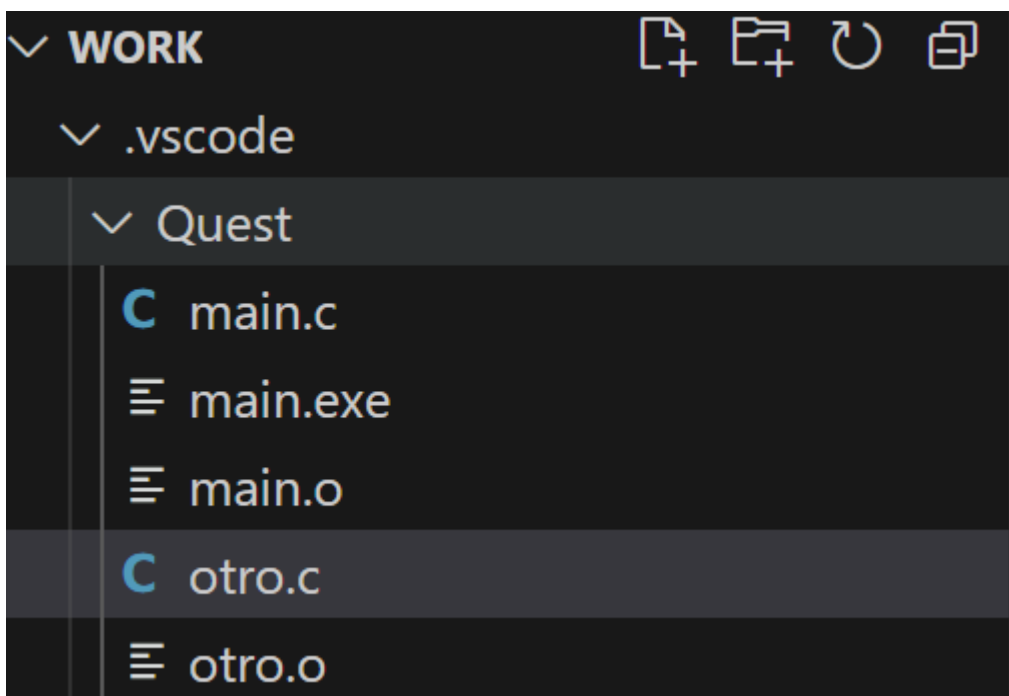 WORK
.vscode
Quest
C main.c
main.exe
main.o
C otro.c
otro.o